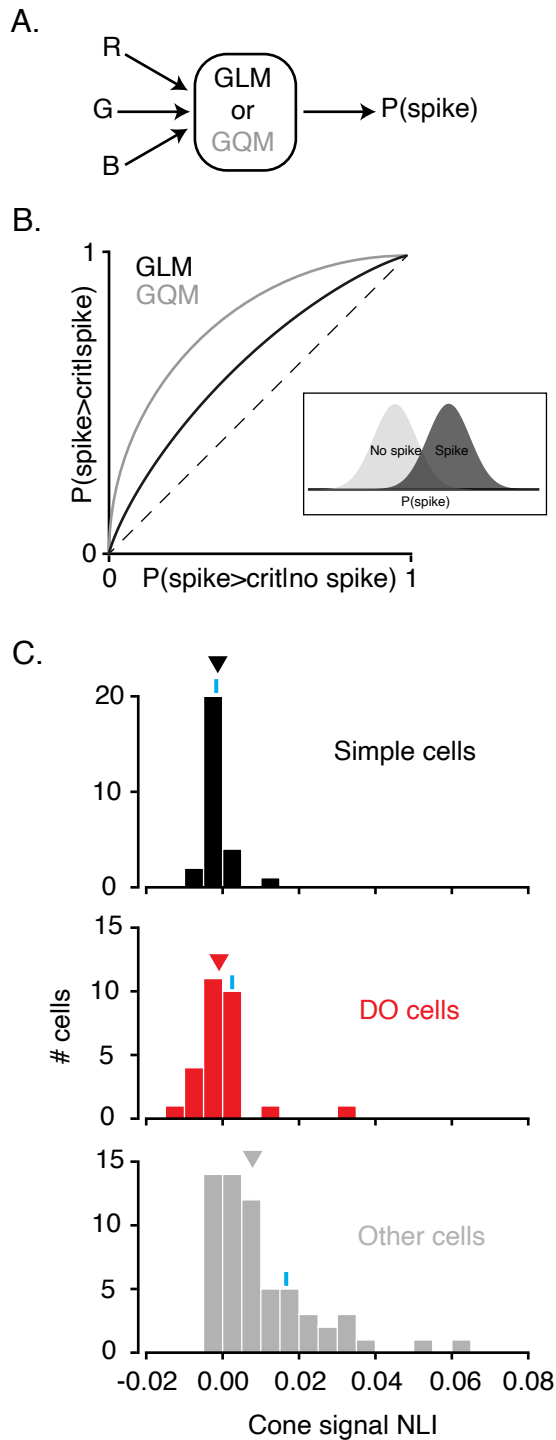 A.
R
G
B
GLM
or
GQM
P(spike)
B.
1
GLM
GQM
P(spike>crit|spike)
No spike
Spike
P(spike)
0
0
P(spike>crit|no spike)
1
C.
20
10
0
Simple cells
15
10
5
0
DO cells
# cells
15
10
5
0
Other cells
-0.02
0.00
0.02
0.04
0.06
0.08
Cone signal NLI